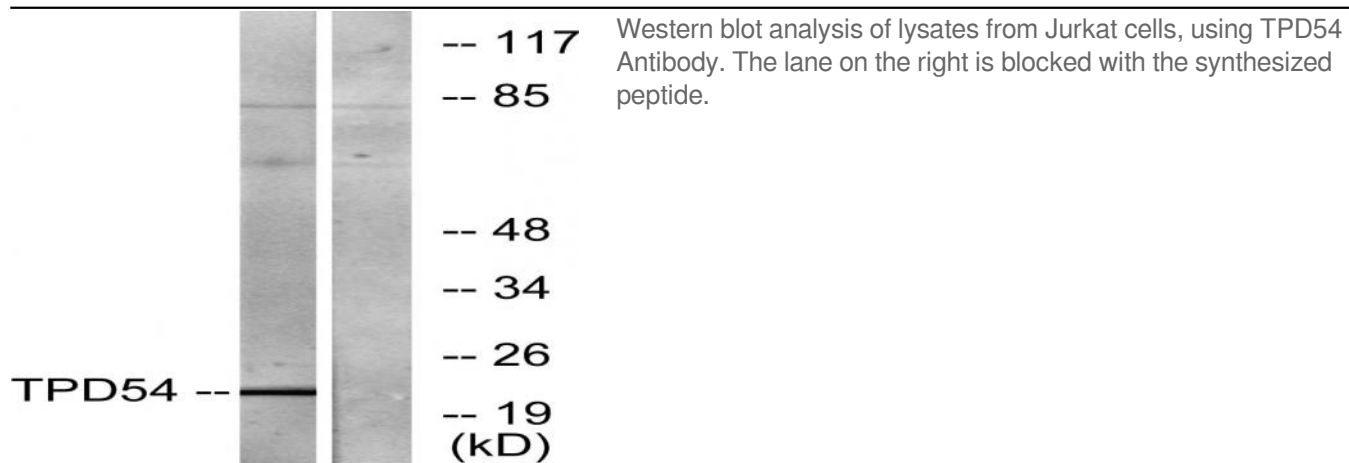 -- 117
-- 85
-- 48
-- 34
-- 26
TPD54 --
-- 19
(kD)
Western blot analysis of lysates from Jurkat cells, using TPD54
Antibody. The lane on the right is blocked with the synthesized
peptide.